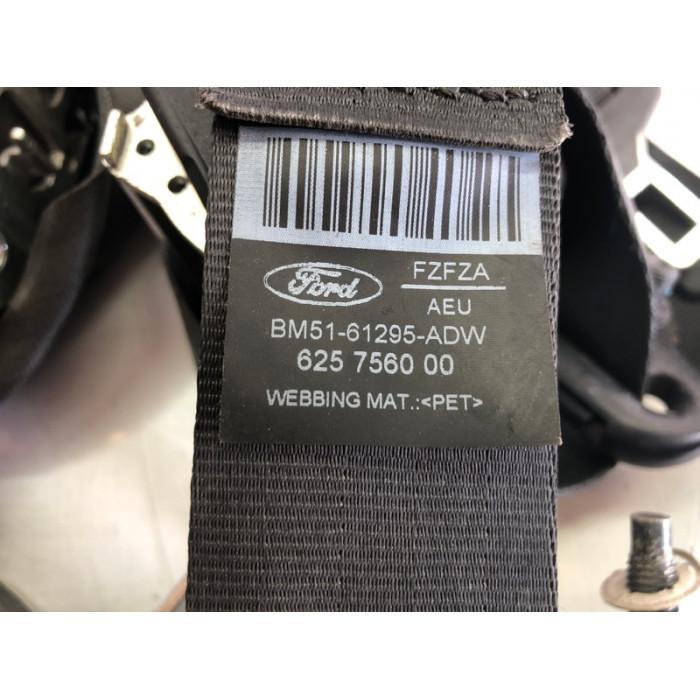 Ford
FZFZA
AEU
BM51-61295-ADW
625 7560 00
WEBBING MAT.:<PET>